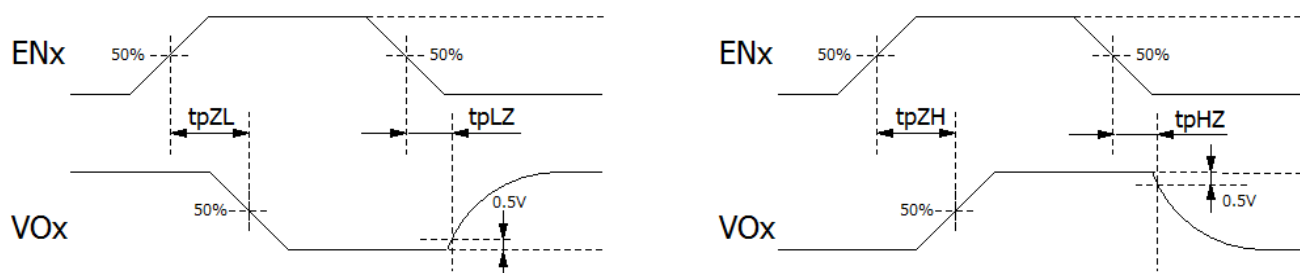 ENx 50% 50% ENx 50% 50%
tpZL tpLZ tpZH tpHZ
VOx 50% 0.5V VOx 50% 0.5V